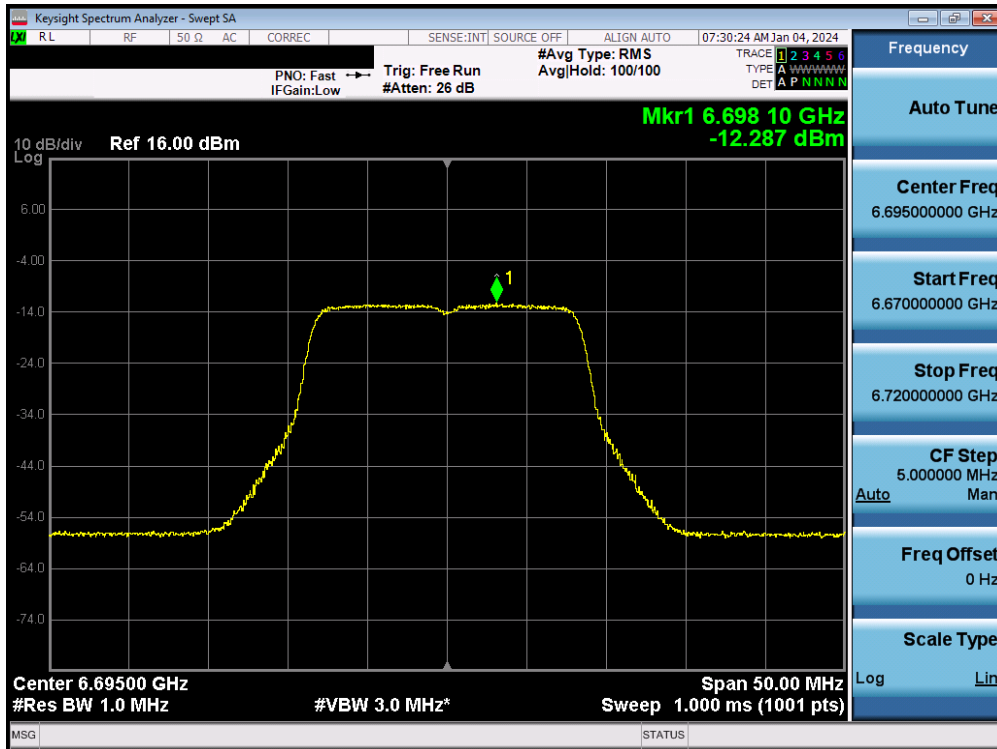 Keysight Spectrum Analyzer - Swept SA
LXI RL RF 50 Ω AC CORREC SENSE:INT SOURCE OFF ALIGN AUTO 07:30:24 AM Jan 04, 2024
Frequency
PNO: Fast
IFGain:Low
Trig: Free Run
#Atten: 26 dB
#Avg Type: RMS
Avg|Hold: 100/100
TRACE 1 2 3 4 5 6
TYPE A WWWWW
DET A P N N N N
Mkr1 6.698 10 GHz
-12.287 dBm
10 dB/div
Log
Ref 16.00 dBm
6.00
-4.00
-14.0
-24.0
-34.0
-44.0
-54.0
-64.0
-74.0
1
Center 6.69500 GHz
#Res BW 1.0 MHz
#VBW 3.0 MHz*
Span 50.00 MHz
Sweep 1.000 ms (1001 pts)
Auto Tune
Center Freq
6.695000000 GHz
Start Freq
6.670000000 GHz
Stop Freq
6.720000000 GHz
CF Step
5.000000 MHz
Auto Man
Freq Offset
0 Hz
Scale Type
Log Lin
MSG
STATUS